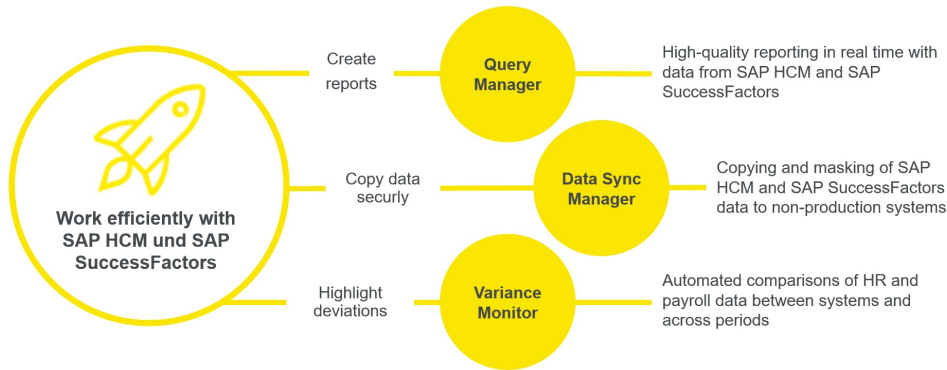 Work efficiently with
SAP HCM und SAP
SuccessFactors
Create
reports
Query
Manager
High-quality reporting in real time with
data from SAP HCM and SAP
SuccessFactors
Copy data
securly
Data Sync
Manager
Copying and masking of SAP
HCM and SAP SuccessFactors
data to non-production systems
Highlight
deviations
Variance
Monitor
Automated comparisons of HR and
payroll data between systems and
across periods